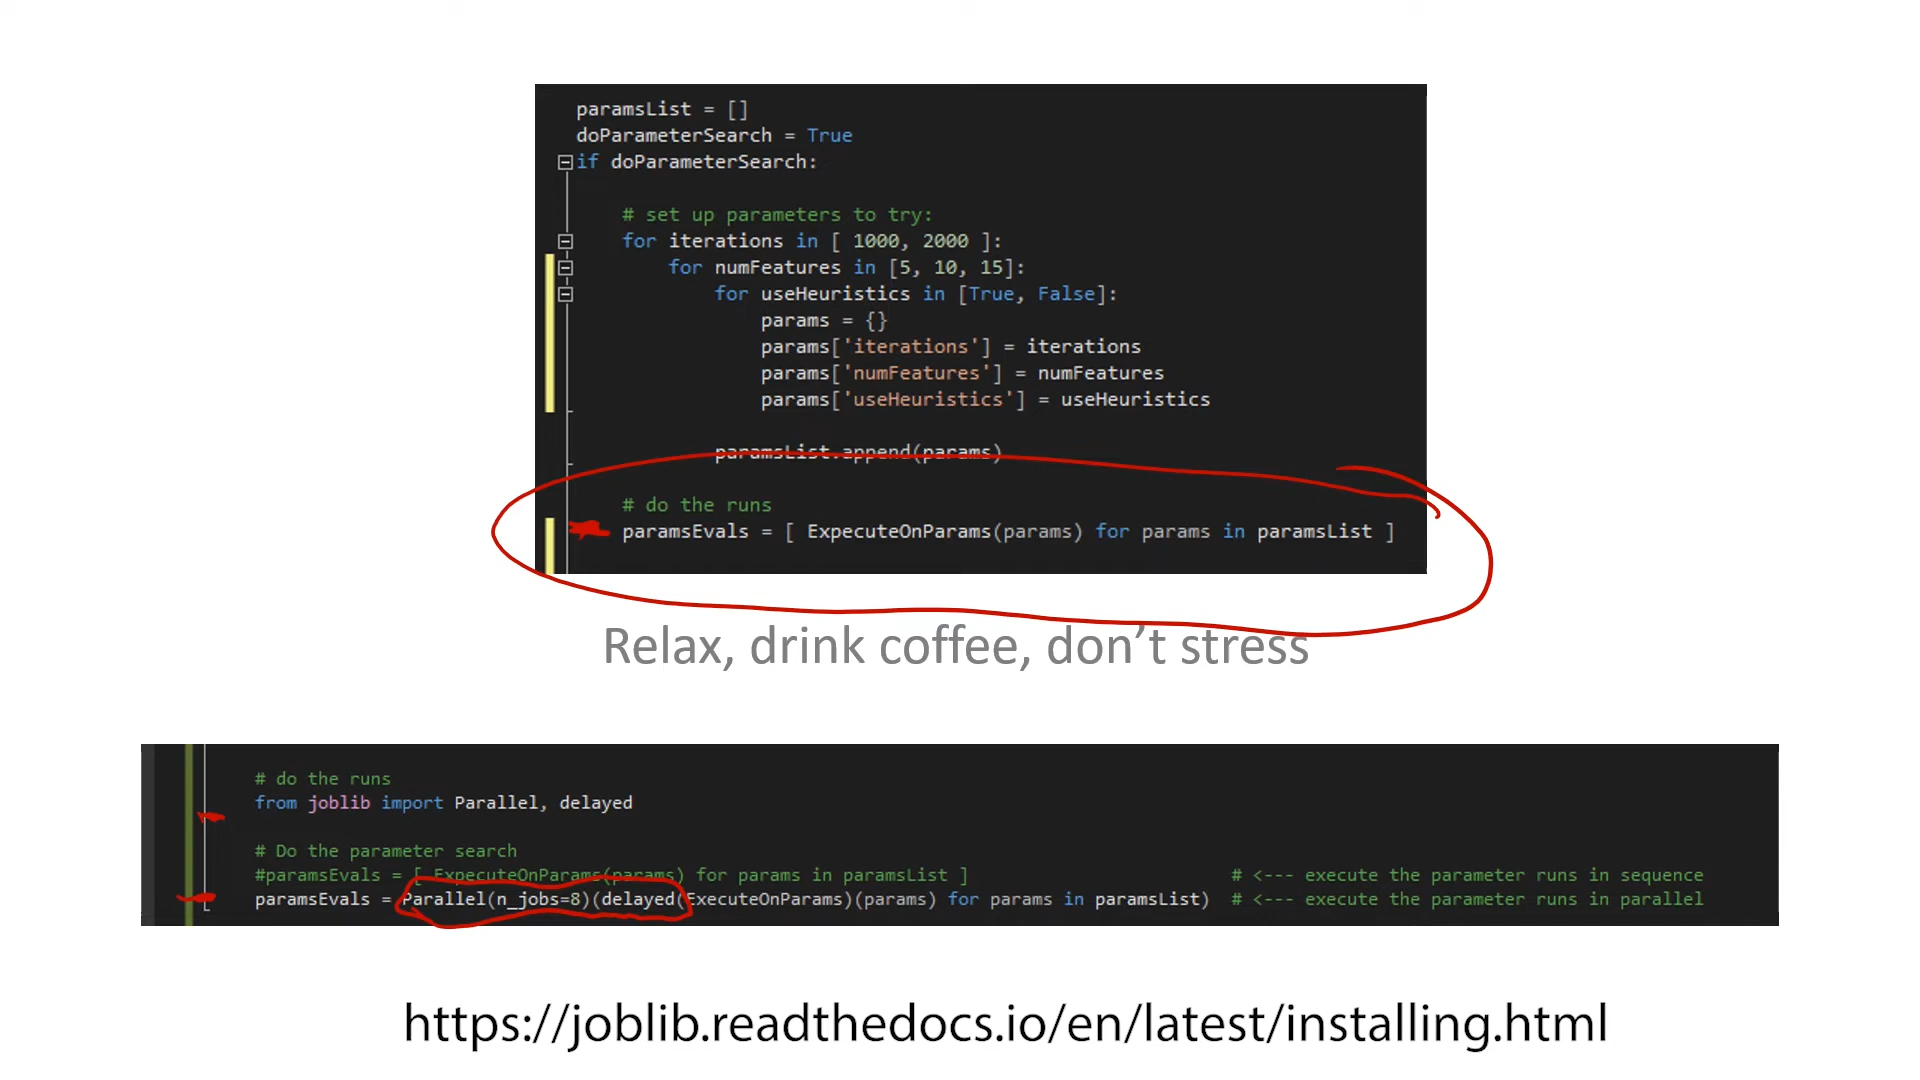 paramsList = []
doParameterSearch = True
if doParameterSearch:
# set up parameters to try:
for iterations in [ 1000, 2000 ]:
for numFeatures in [5, 10, 15]:
for useHeuristics in [True, False]:
params = {}
params['iterations'] = iterations
params['numFeatures'] = numFeatures
params['useHeuristics'] = useHeuristics
paramsList.append(params)
# do the runs
paramsEvals = [ ExpecuteOnParams(params) for params in paramsList ]
Relax, drink coffee, don’t stress
# do the runs
from joblib import Parallel, delayed
# Do the parameter search
#paramsEvals = [ ExpecuteOnParams(params) for params in paramsList ] # <--- execute the parameter runs in sequence
paramsEvals = Parallel(n_jobs=8)(delayed(ExecuteOnParams)(params) for params in paramsList) # <--- execute the parameter runs in parallel
https://joblib.readthedocs.io/en/latest/installing.html